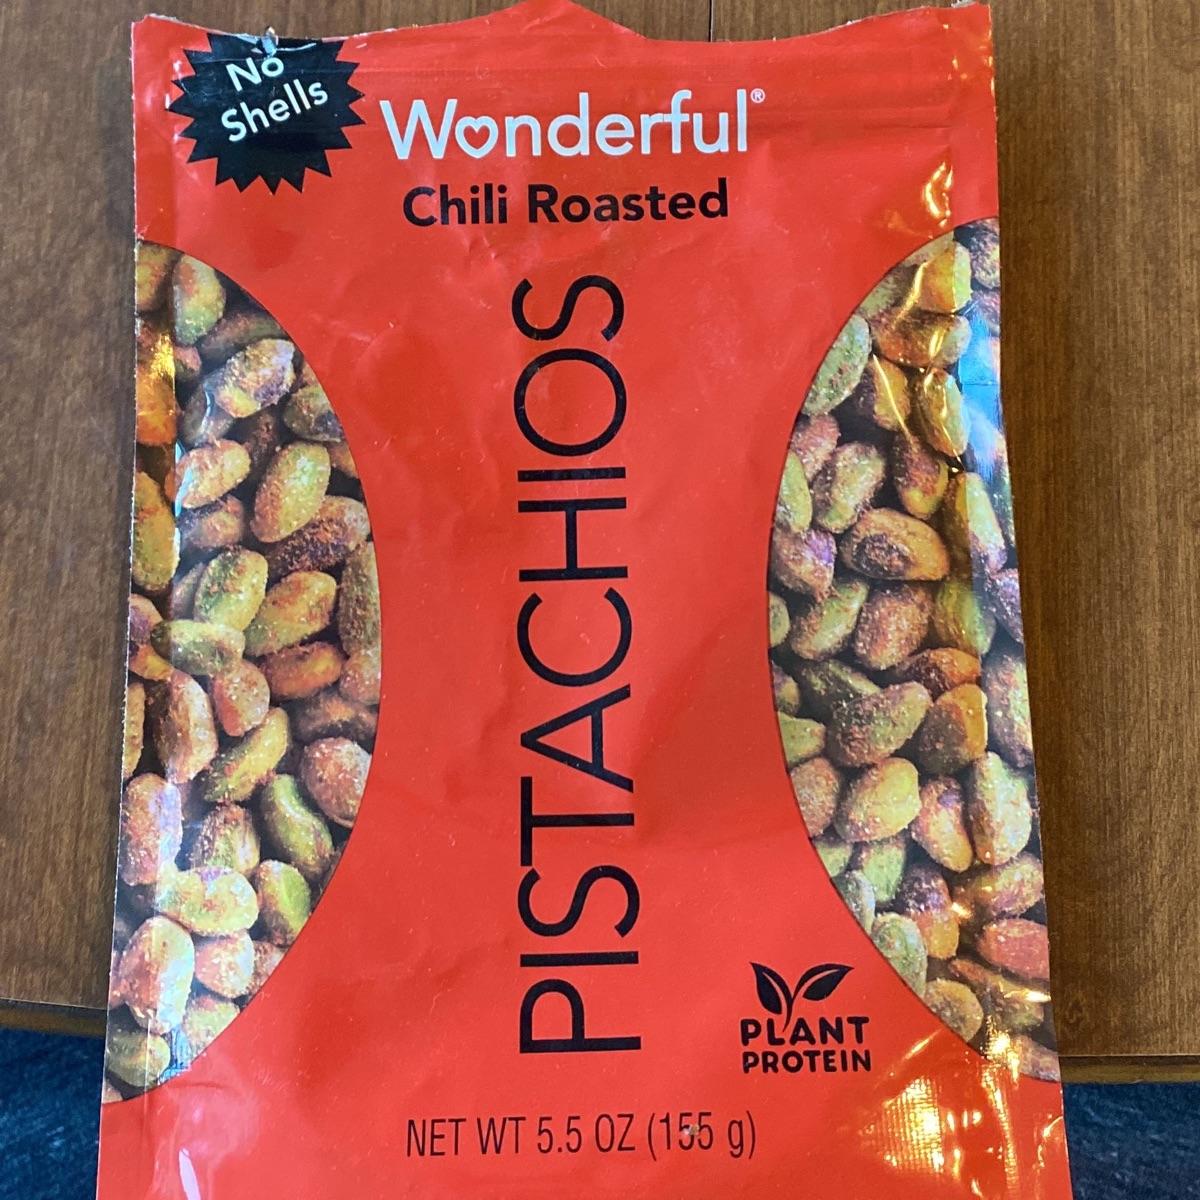 No
Shells
Wonderful®
Chili Roasted
PISTACHIOS
PLANT
PROTEIN
NET WT 5.5 OZ (155 g)